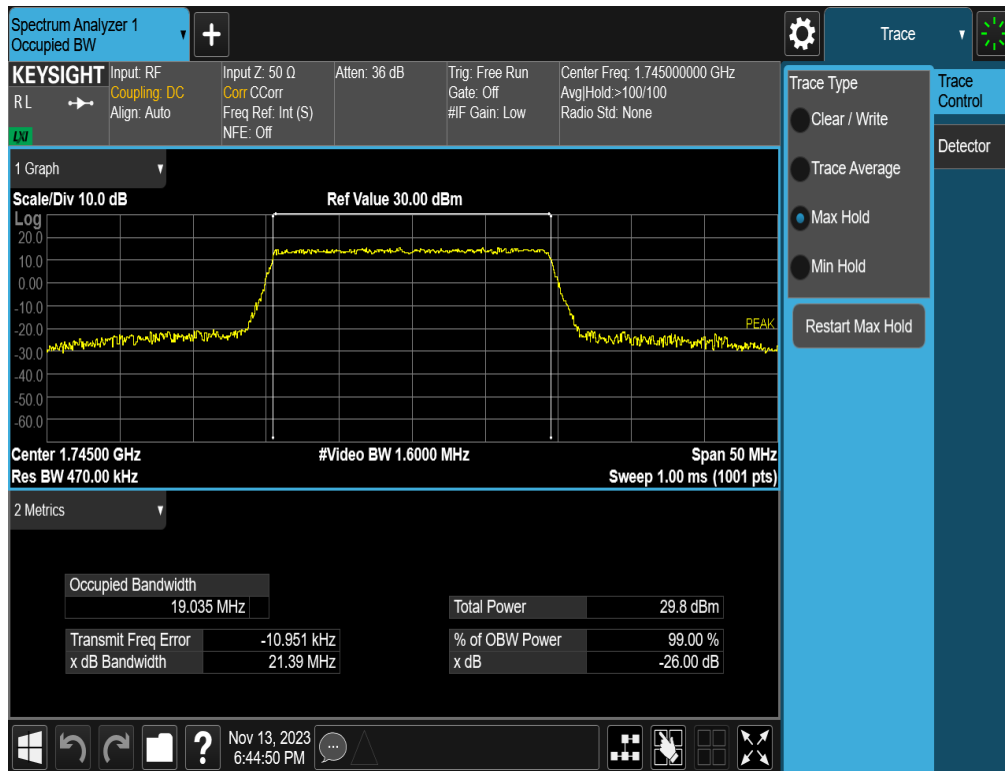 Spectrum Analyzer 1
Occupied BW
+
Trace
KEYSIGHT
RL
LXI
Input: RF
Coupling: DC
Align: Auto
Input Z: 50 Ω
Corr CCorr
Freq Ref: Int (S)
NFE: Off
Atten: 36 dB
Trig: Free Run
Gate: Off
#IF Gain: Low
Center Freq: 1.745000000 GHz
Avg|Hold:>100/100
Radio Std: None
Trace Type
Clear / Write
Trace Average
Max Hold
Min Hold
Restart Max Hold
Trace
Control
Detector
1 Graph
Scale/Div 10.0 dB
Ref Value 30.00 dBm
Log
20.0
10.0
0.00
-10.0
-20.0
-30.0
-40.0
-50.0
-60.0
PEAK
Center 1.74500 GHz
#Video BW 1.6000 MHz
Span 50 MHz
Res BW 470.00 kHz
Sweep 1.00 ms (1001 pts)
2 Metrics
Occupied Bandwidth
19.035 MHz
Total Power 29.8 dBm
Transmit Freq Error -10.951 kHz
% of OBW Power 99.00 %
x dB Bandwidth 21.39 MHz
x dB -26.00 dB
?
Nov 13, 2023
6:44:50 PM